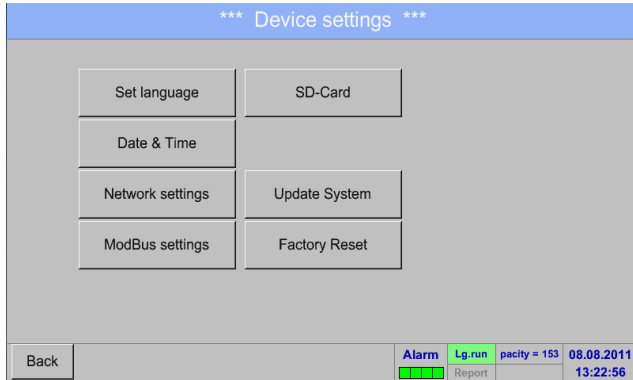 *** Device settings ***
Set language
SD-Card
Date & Time
Network settings
Update System
ModBus settings
Factory Reset
Back
Alarm
Lg.run
pacity = 153
08.08.2011
Report
13:22:56